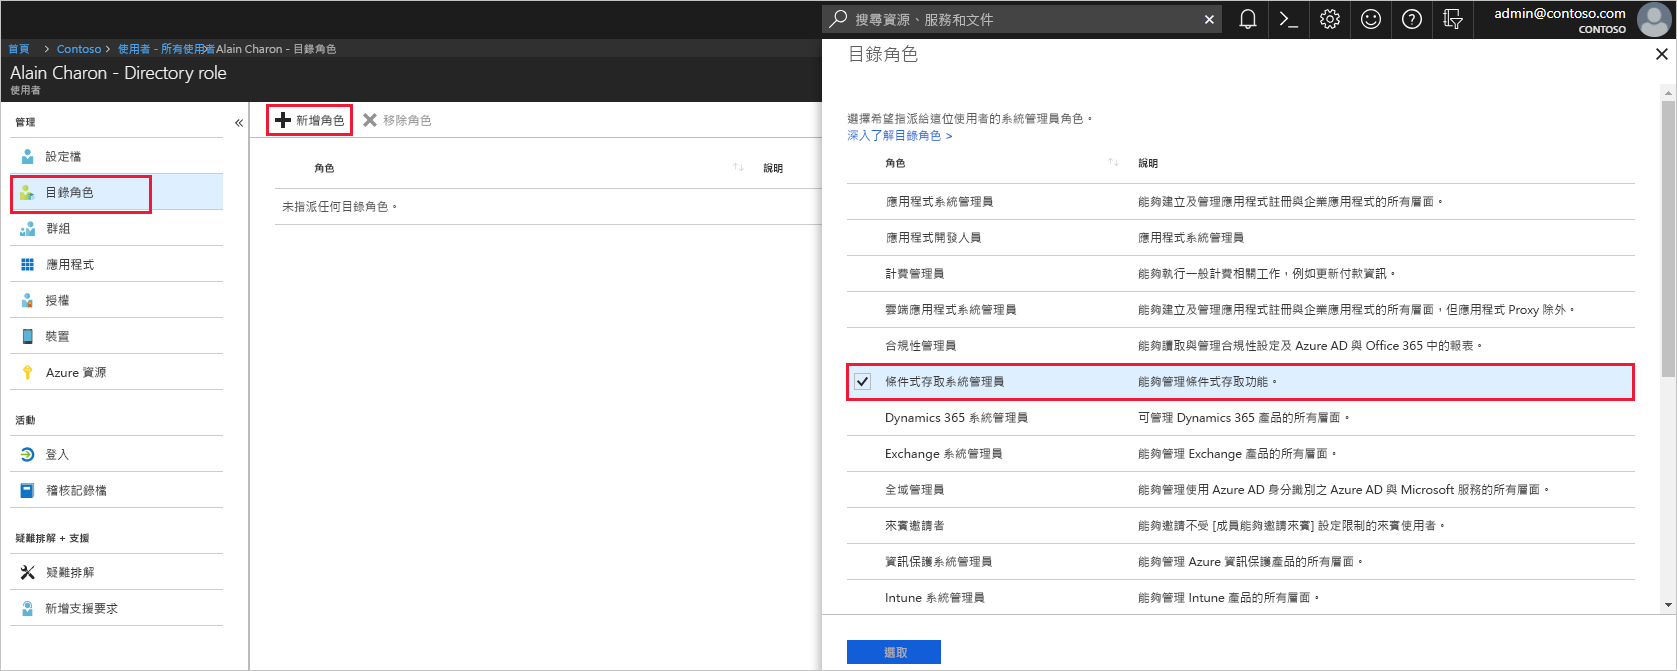 搜尋資源、服務和文件
admin@contoso.com
CONTOSO
首頁 > Contoso > 使用者 - 所有使用者 Alain Charon - 目錄角色
Alain Charon - Directory role
使用者
管理
設定檔
目錄角色
群組
應用程式
授權
裝置
Azure 資源
活動
登入
稽核記錄檔
疑難排解 + 支援
疑難排解
新增支援要求
新增角色 移除角色
角色 說明
未指派任何目錄角色。
目錄角色
選擇希望指派給這位使用者的系統管理員角色。
深入了解目錄角色 >
角色 說明
應用程式系統管理員 能夠建立及管理應用程式註冊與企業應用程式的所有層面。
應用程式開發人員 應用程式系統管理員
計費管理員 能夠執行一般計費相關工作，例如更新付款資訊。
雲端應用程式系統管理員 能夠建立及管理應用程式註冊與企業應用程式的所有層面，但應用程式 Proxy 除外。
合規性管理員 能夠讀取與管理合規性設定及 Azure AD 與 Office 365 中的報表。
條件式存取系統管理員 能夠管理條件式存取功能。
Dynamics 365 系統管理員 可管理 Dynamics 365 產品的所有層面。
Exchange 系統管理員 能夠管理 Exchange 產品的所有層面。
全域管理員 能夠管理使用 Azure AD 身分識別之 Azure AD 與 Microsoft 服務的所有層面。
來賓邀請者 能夠邀請不受 [成員能夠邀請來賓] 設定限制的來賓使用者。
資訊保護系統管理員 能夠管理 Azure 資訊保護產品的所有層面。
Intune 系統管理員 能夠管理 Intune 產品的所有層面。
選取